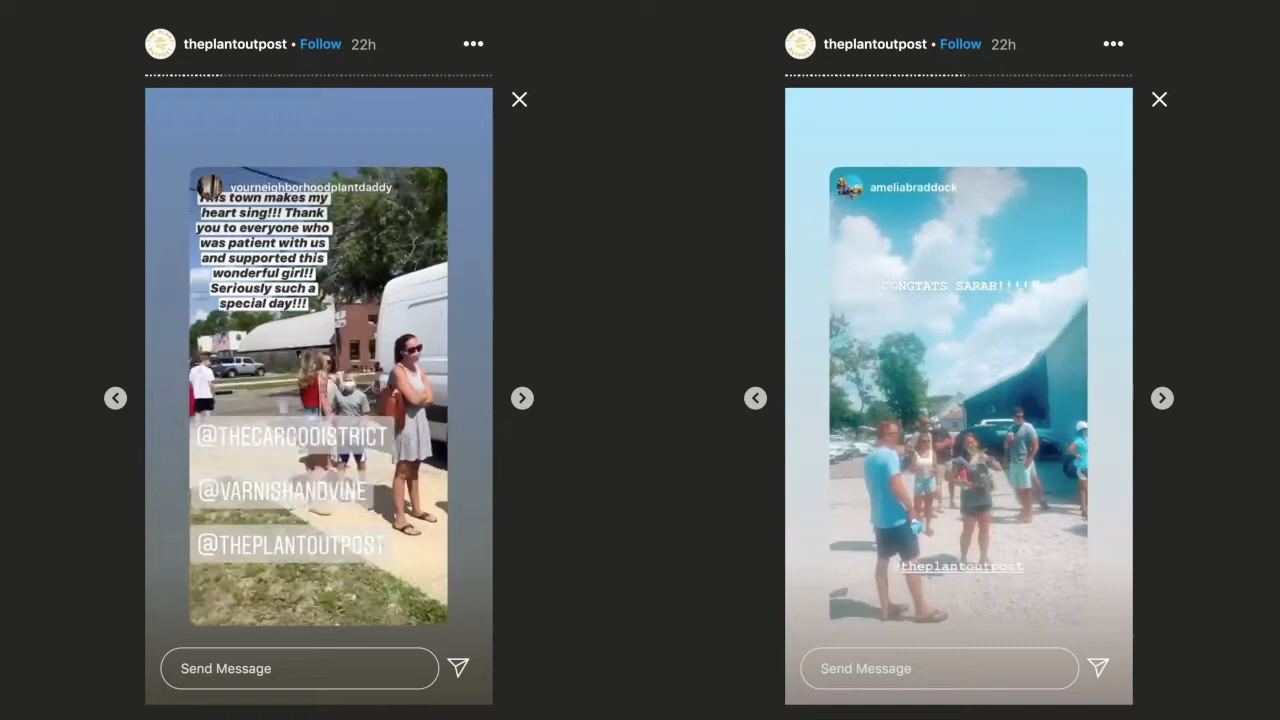 theplantoutpost • Follow 22h
yourneighborhoodplantdaddy
This town makes my
heart sing!!! Thank
you to everyone who
was patient with us
and supported this
wonderful girl!!
Seriously such a
special day!!!
@THECARGODISTRICT
@VARNISHANDVINE
@THEPLANTOUTPOST
Send Message
theplantoutpost • Follow 22h
ameliabraddock
CONGTATS SARAH!!!!!
@theplantoutpost
Send Message